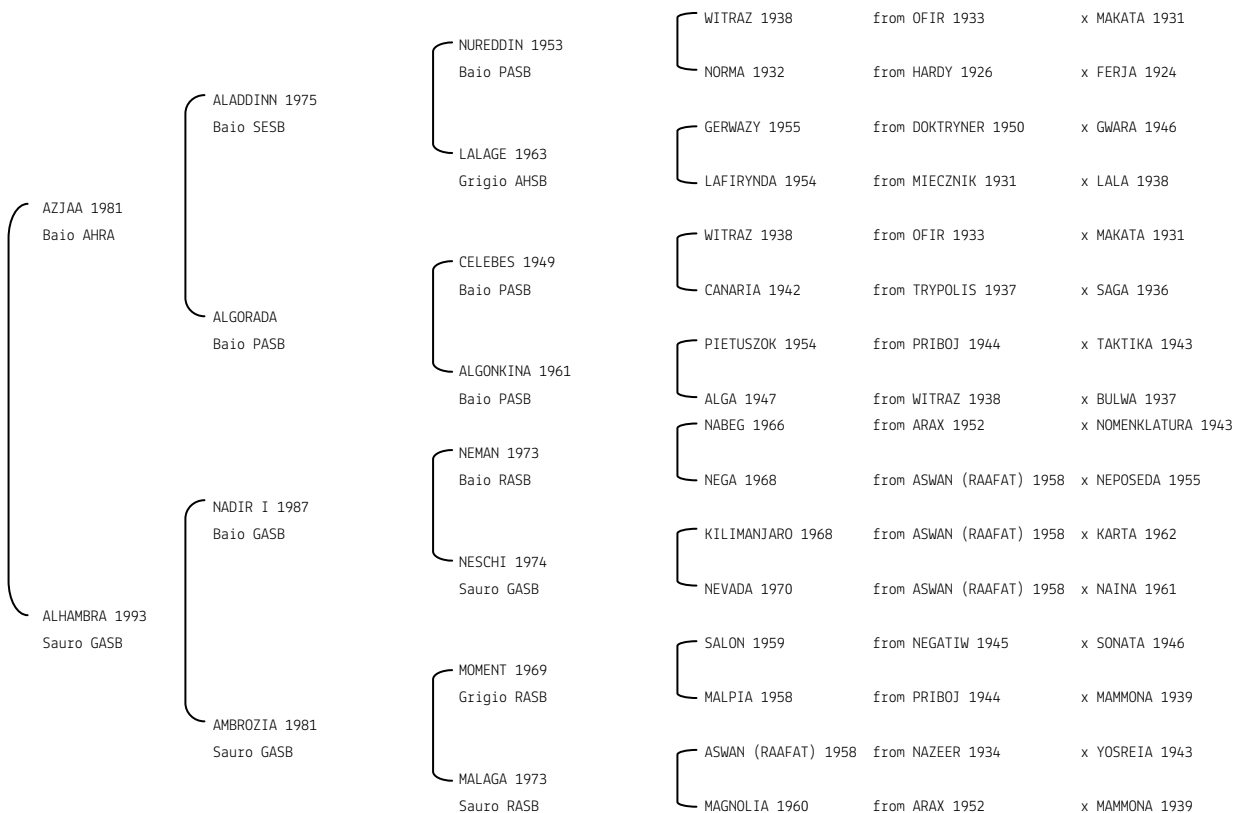 WITRAZ 1938 from OFIR 1933 x MAKATA 1931
NUREDDIN 1953
Baio PASB
NORMA 1932 from HARDY 1926 x FERJA 1924
ALADDINN 1975
Baio SESB
GERWAZY 1955 from DOKTRYNER 1950 x GWARA 1946
LALAGE 1963
Grigio AHSB
LAFIRYNDA 1954 from MIECZNIK 1931 x LALA 1938
AZJAA 1981
Baio AHRA
WITRAZ 1938 from OFIR 1933 x MAKATA 1931
CELEBES 1949
Baio PASB
CANARIA 1942 from TRYPOLIS 1937 x SAGA 1936
ALGORADA
Baio PASB
PIETUSZOK 1954 from PRIBOJ 1944 x TAKTIKA 1943
ALGONKINA 1961
Baio PASB
ALGA 1947 from WITRAZ 1938 x BULWA 1937
NABEG 1966 from ARAX 1952 x NOMENKLATURA 1943
NEMAN 1973
Baio RASB
NEGA 1968 from ASWAN (RAAFAT) 1958 x NEPOSEDA 1955
NADIR I 1987
Baio GASB
KILIMANJARO 1968 from ASWAN (RAAFAT) 1958 x KARTA 1962
NESCHI 1974
Sauro GASB
NEVADA 1970 from ASWAN (RAAFAT) 1958 x NAINA 1961
ALHAMBRA 1993
Sauro GASB
SALON 1959 from NEGATIW 1945 x SONATA 1946
MOMENT 1969
Grigio RASB
MALPIA 1958 from PRIBOJ 1944 x MAMMONA 1939
AMBROZIA 1981
Sauro GASB
ASWAN (RAAFAT) 1958 from NAZEER 1934 x YOSREIA 1943
MALAGA 1973
Sauro RASB
MAGNOLIA 1960 from ARAX 1952 x MAMMONA 1939